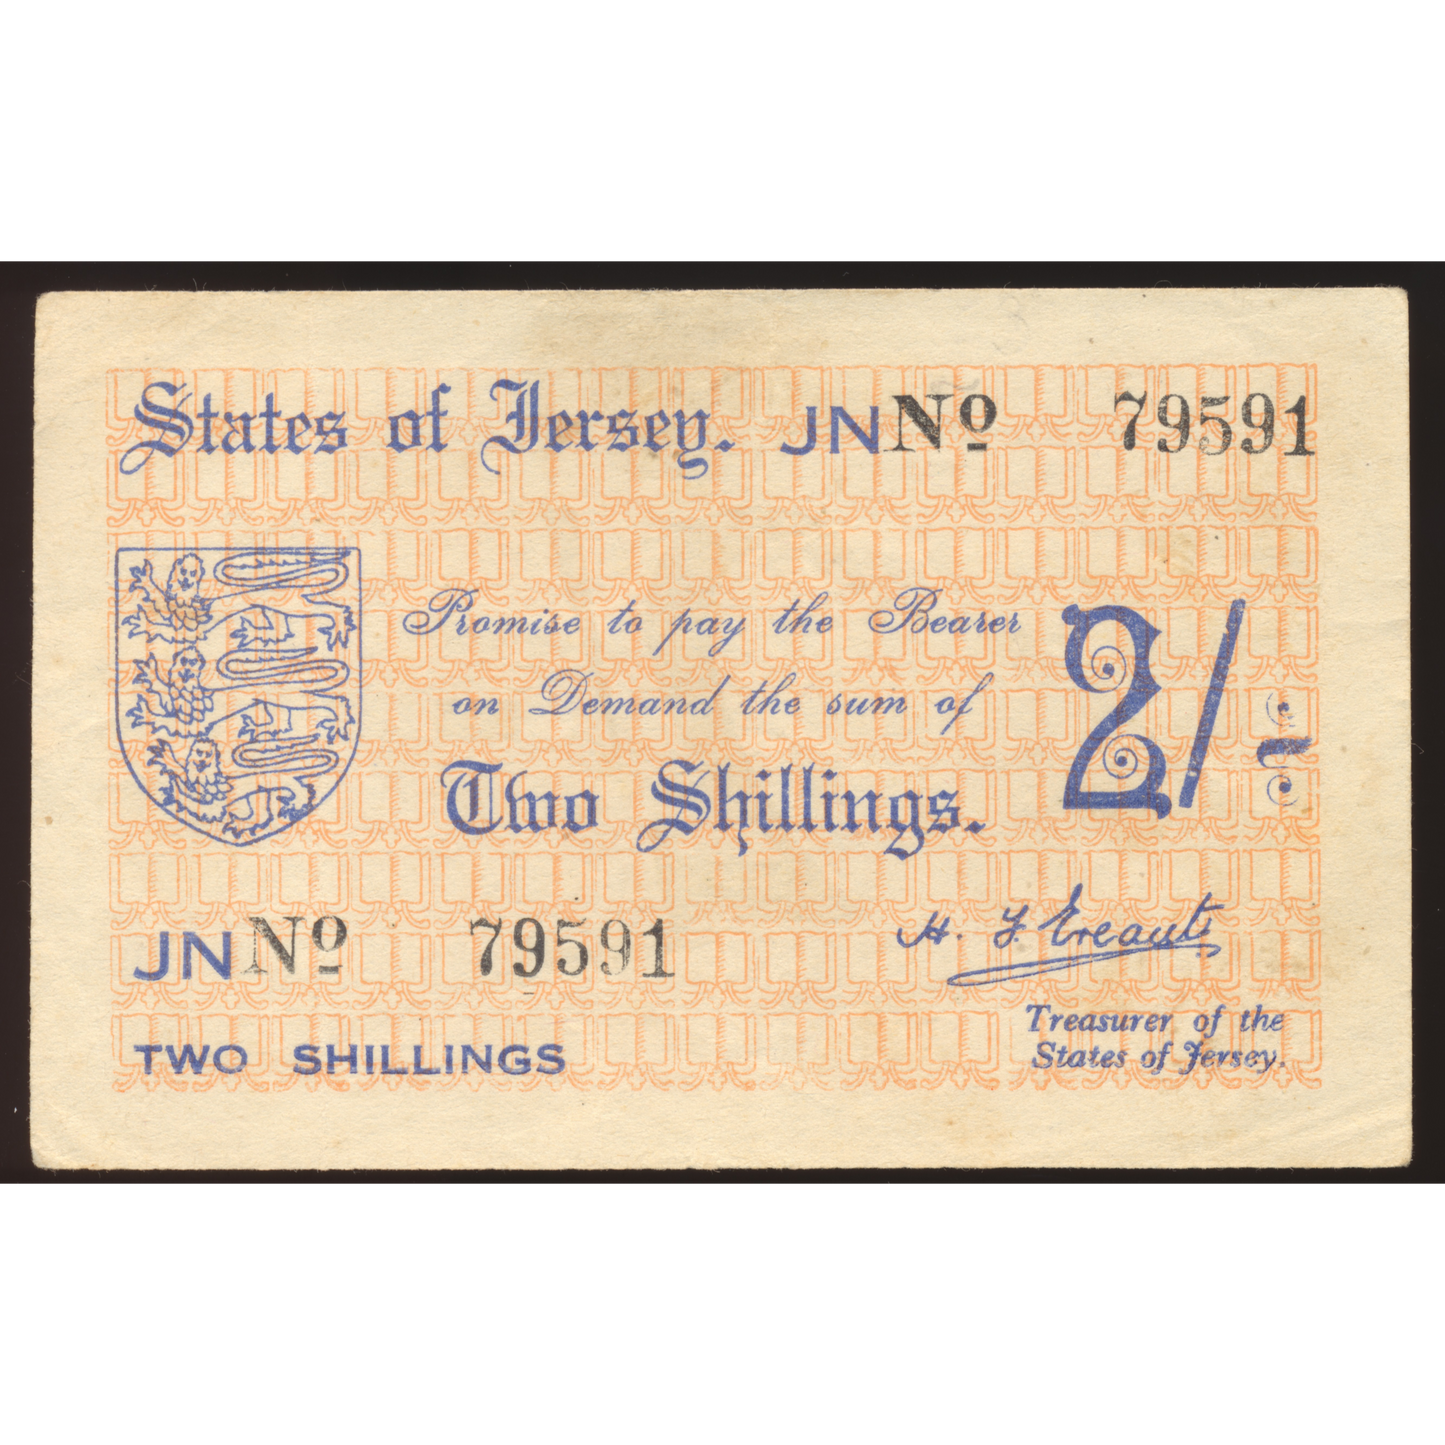 States of Jersey. JN No 79591
Promise to pay the Bearer
on Demand the sum of
Two Shillings.
2/-
JN No 79591
H. F. Ereaut
TWO SHILLINGS
Treasurer of the
States of Jersey.